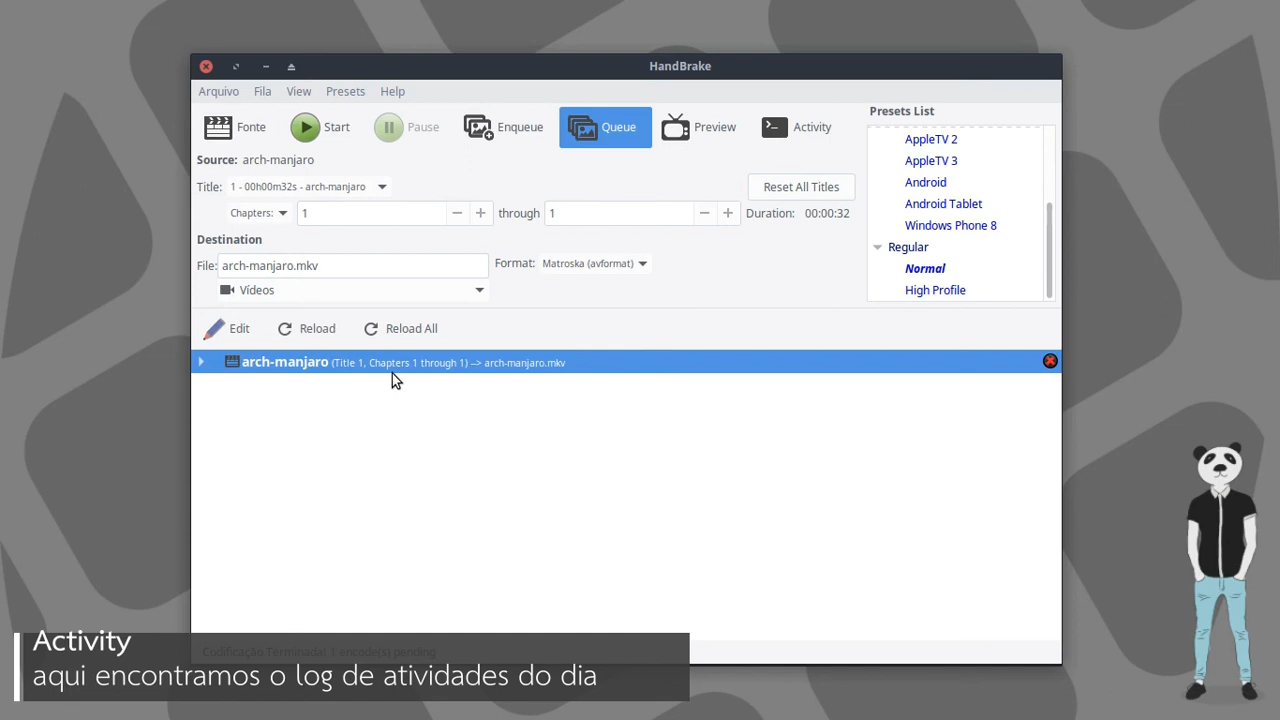 HandBrake
Arquivo Fila View Presets Help
Fonte Start Pause Enqueue Queue Preview Activity
Source: arch-manjaro
Title: 1 - 00h00m32s - arch-manjaro Reset All Titles
Chapters: 1 through 1 Duration: 00:00:32
Destination
File: arch-manjaro.mkv Format: Matroska (avformat)
Vídeos
Presets List
AppleTV 2
AppleTV 3
Android
Android Tablet
Windows Phone 8
Regular
Normal
High Profile
Edit Reload Reload All
arch-manjaro (Title 1, Chapters 1 through 1) --> arch-manjaro.mkv
Codificação Terminada! 1 encode(s) pending
Activity
aqui encontramos o log de atividades do dia